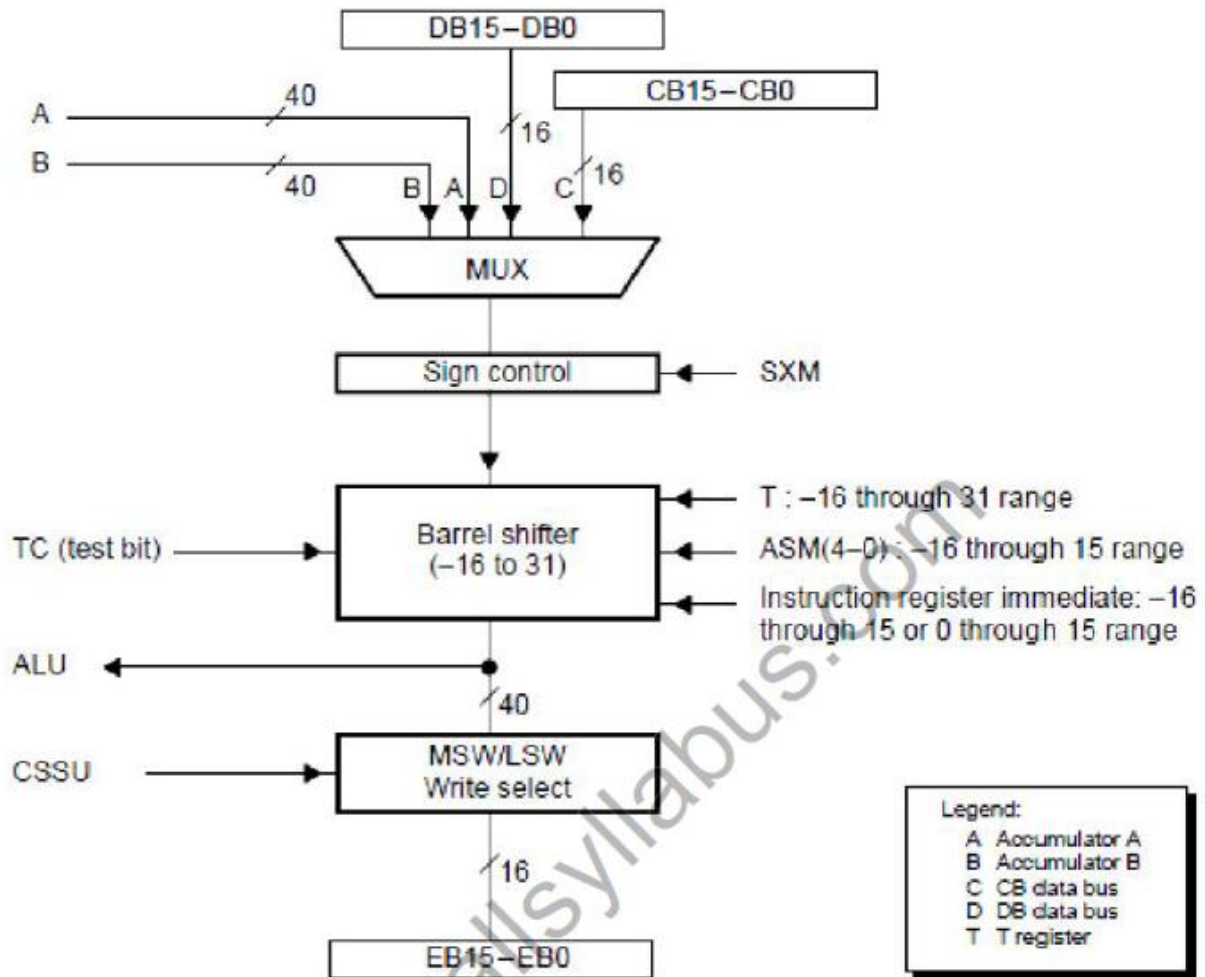 DB15–DB0
CB15–CB0
A
40
B
40
16
16
B
A
D
C
MUX
Sign control
SXM
Barrel shifter
(–16 to 31)
TC (test bit)
T : –16 through 31 range
ASM(4–0) : –16 through 15 range
Instruction register immediate: –16
through 15 or 0 through 15 range
ALU
40
CSSU
MSW/LSW
Write select
16
EB15–EB0
Legend:
A Accumulator A
B Accumulator B
C CB data bus
D DB data bus
T T register
allsyllabus.com